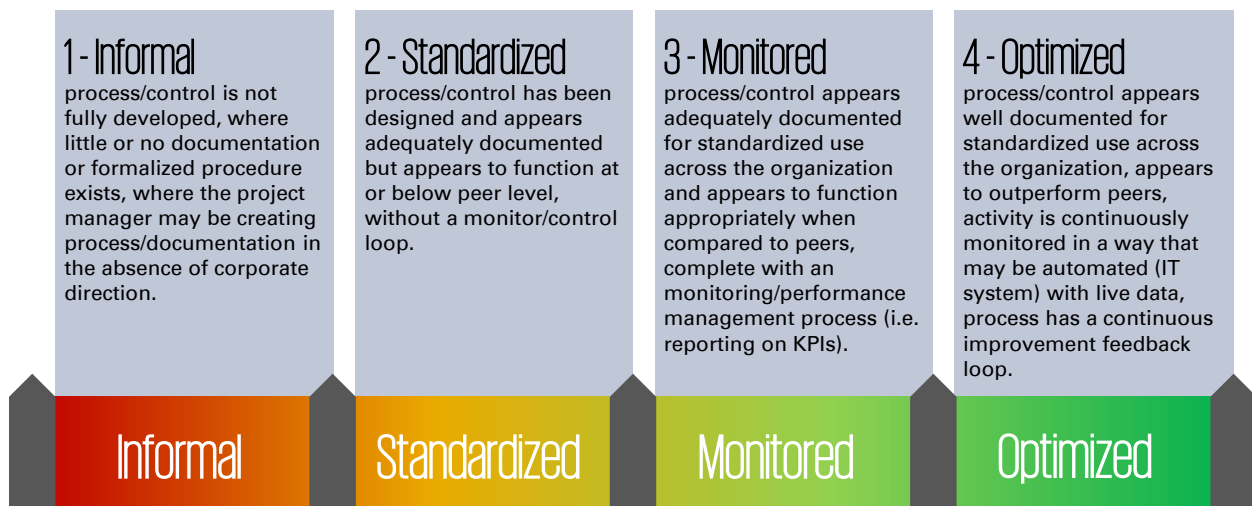 1 - Informal
process/control is not
fully developed, where
little or no documentation
or formalized procedure
exists, where the project
manager may be creating
process/documentation in
the absence of corporate
direction.
2 - Standardized
process/control has been
designed and appears
adequately documented
but appears to function at
or below peer level,
without a monitor/control
loop.
3 - Monitored
process/control appears
adequately documented
for standardized use
across the organization
and appears to function
appropriately when
compared to peers,
complete with an
monitoring/performance
management process (i.e.
reporting on KPIs).
4 - Optimized
process/control appears
well documented for
standardized use across
the organization, appears
to outperform peers,
activity is continuously
monitored in a way that
may be automated (IT
system) with live data,
process has a continuous
improvement feedback
loop.
Informal
Standardized
Monitored
Optimized